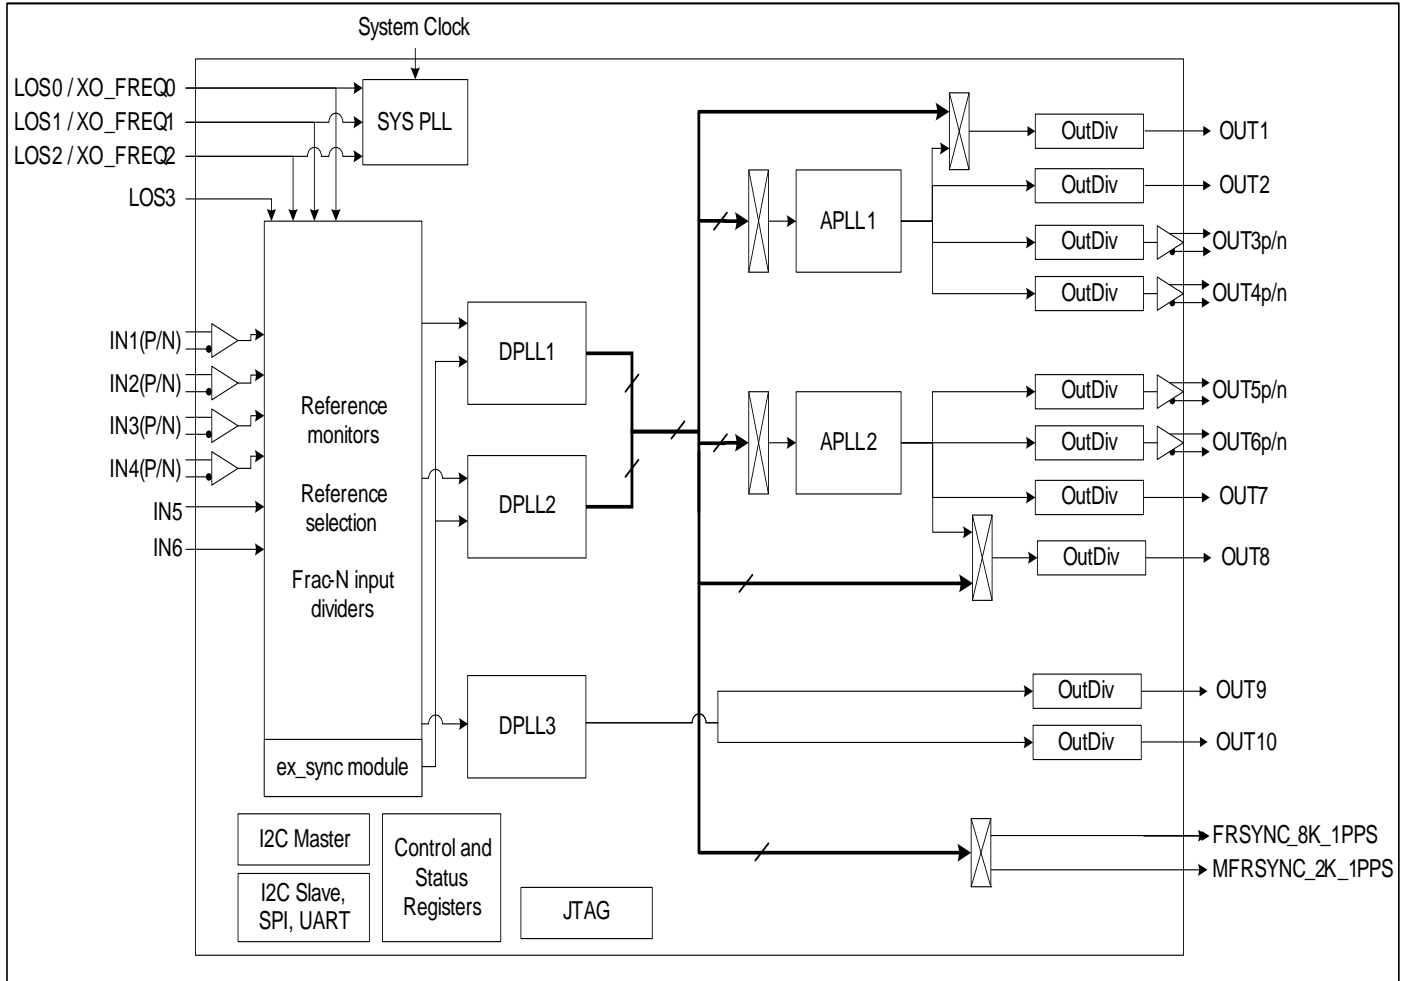 System Clock
LOS0 / XO_FREQ0
LOS1 / XO_FREQ1
LOS2 / XO_FREQ2
LOS3
SYS PLL
OutDiv
OUT1
OutDiv
OUT2
APLL1
OutDiv
OUT3p/n
OutDiv
OUT4p/n
IN1(P/N)
IN2(P/N)
IN3(P/N)
IN4(P/N)
IN5
IN6
Reference
monitors
Reference
selection
Frac-N input
dividers
ex_sync module
DPLL1
DPLL2
DPLL3
APLL2
OutDiv
OUT5p/n
OutDiv
OUT6p/n
OutDiv
OUT7
OutDiv
OUT8
OutDiv
OUT9
OutDiv
OUT10
FRSYNC_8K_1PPS
MFRSYNC_2K_1PPS
I2C Master
I2C Slave,
SPI, UART
Control and
Status
Registers
JTAG